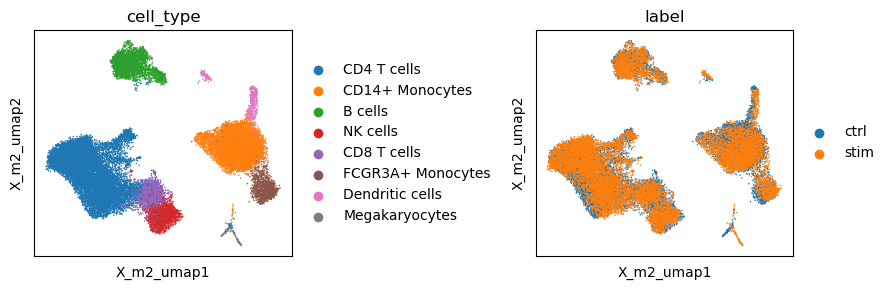 cell_type
X_m2_umap2
X_m2_umap1
CD4 T cells
CD14+ Monocytes
B cells
NK cells
CD8 T cells
FCGR3A+ Monocytes
Dendritic cells
Megakaryocytes
label
X_m2_umap2
X_m2_umap1
ctrl
stim